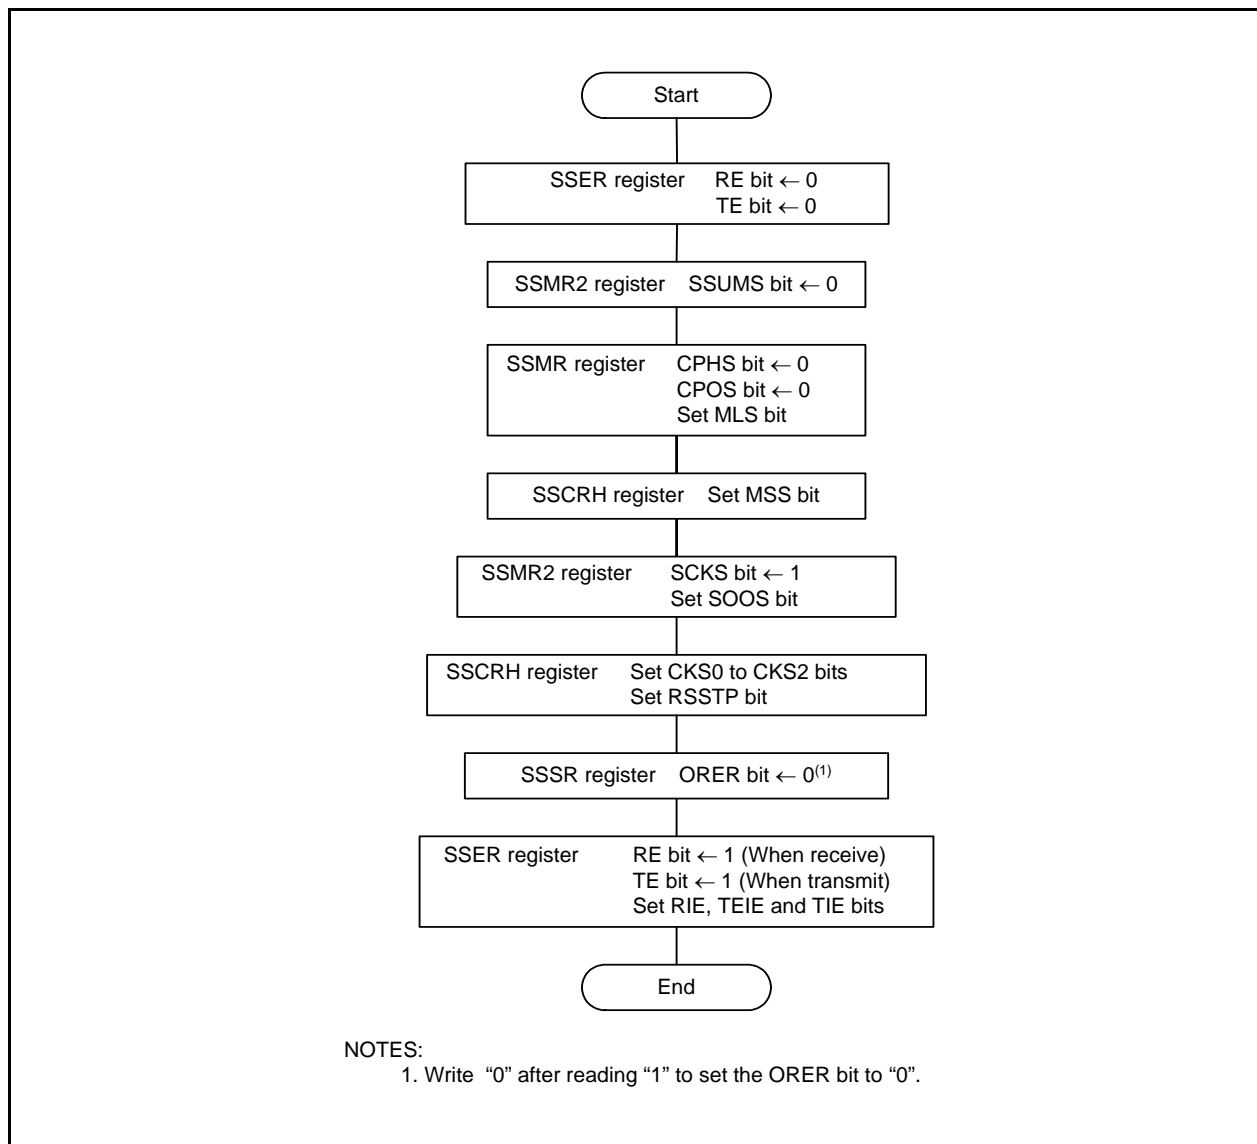 Start
SSER register RE bit ← 0
TE bit ← 0
SSMR2 register SSUMS bit ← 0
SSMR register CPHS bit ← 0
CPOS bit ← 0
Set MLS bit
SSCRH register Set MSS bit
SSMR2 register SCKS bit ← 1
Set SOOS bit
SSCRH register Set CKS0 to CKS2 bits
Set RSSTP bit
SSSR register ORER bit ← 0(1)
SSER register RE bit ← 1 (When receive)
TE bit ← 1 (When transmit)
Set RIE, TEIE and TIE bits
End
NOTES:
1. Write “0” after reading “1” to set the ORER bit to “0”.